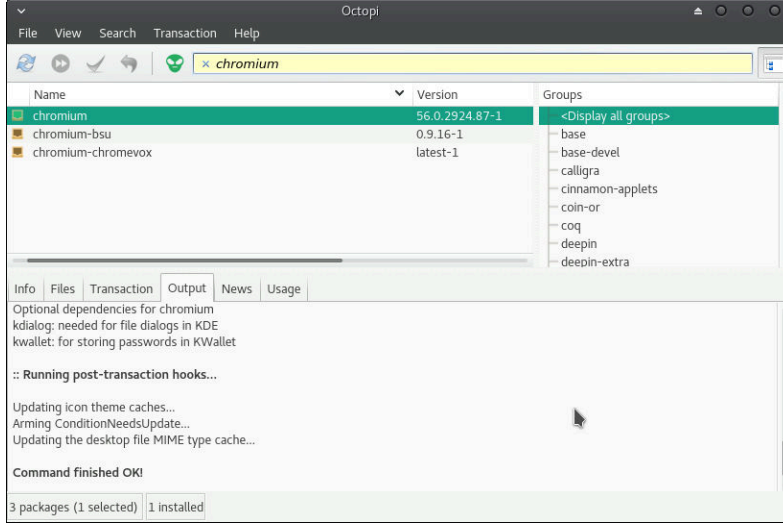 Octopi
File View Search Transaction Help
chromium
Name Version
chromium 56.0.2924.87-1
chromium-bsu 0.9.16-1
chromium-chromevox latest-1
Groups
<Display all groups>
base
base-devel
calligra
cinnamon-applets
coin-or
coq
deepin
deepin-extra
Info Files Transaction Output News Usage
Optional dependencies for chromium
kdialog: needed for file dialogs in KDE
kwallet: for storing passwords in KWallet
:: Running post-transaction hooks...
Updating icon theme caches...
Arming ConditionNeedsUpdate...
Updating the desktop file MIME type cache...
Command finished OK!
3 packages (1 selected) 1 installed